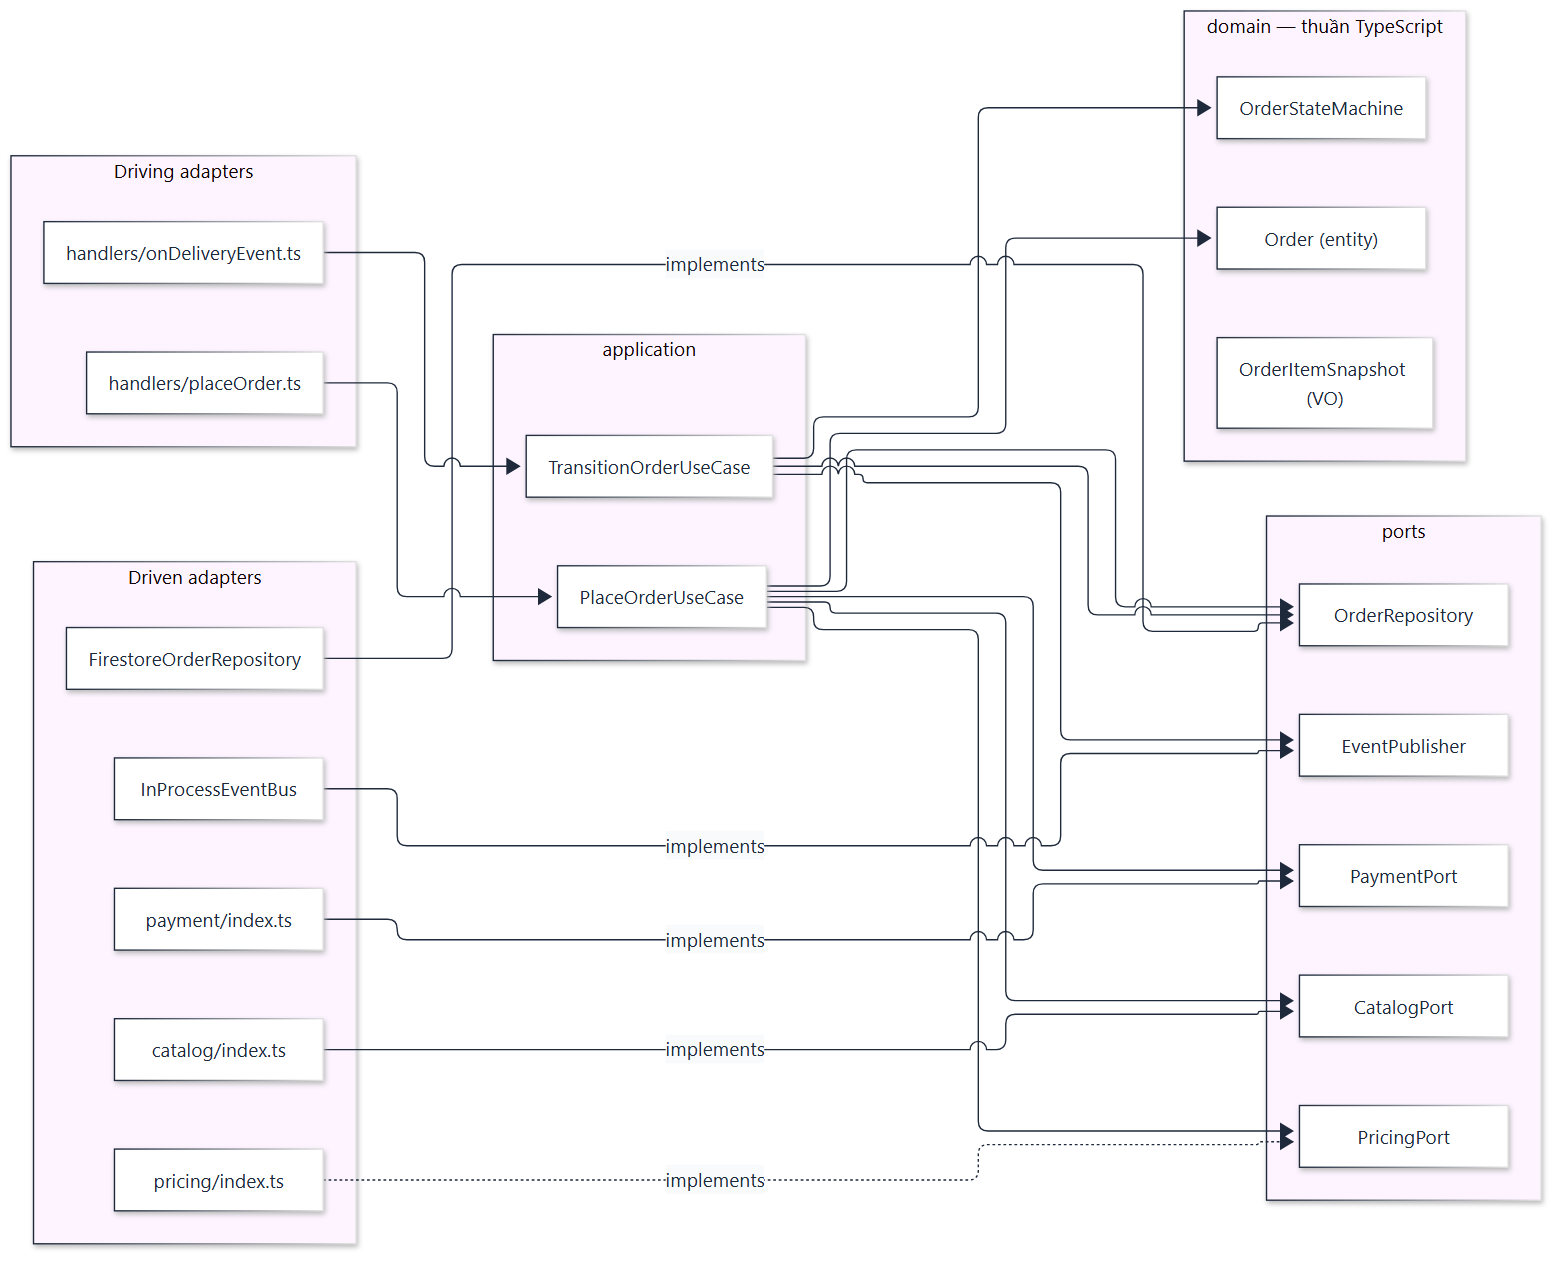 domain — thuần TypeScript
OrderStateMachine
Order (entity)
OrderItemSnapshot
(VO)
Driving adapters
handlers/onDeliveryEvent.ts
handlers/placeOrder.ts
implements
application
TransitionOrderUseCase
PlaceOrderUseCase
Driven adapters
FirestoreOrderRepository
InProcessEventBus
payment/index.ts
catalog/index.ts
pricing/index.ts
implements
implements
implements
implements
ports
OrderRepository
EventPublisher
PaymentPort
CatalogPort
PricingPort